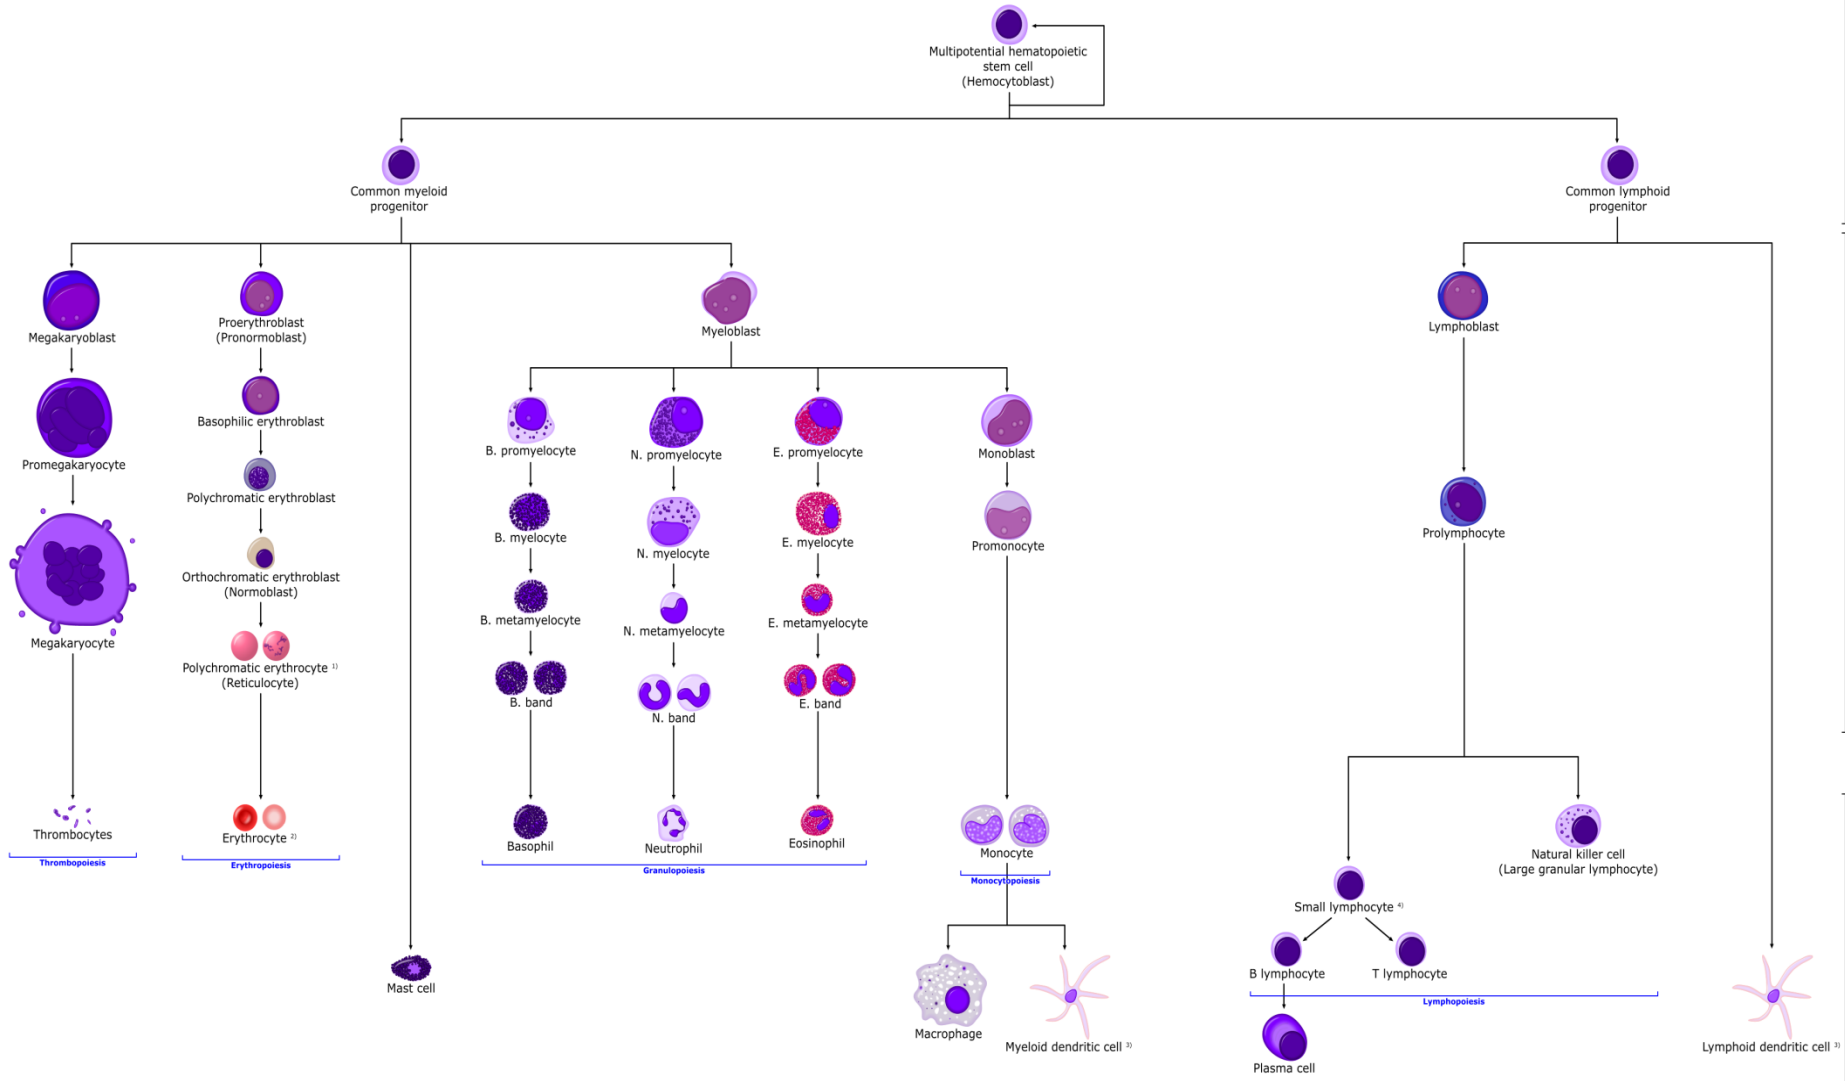 Multipotential hematopoietic
stem cell
(Hemocytoblast)
Common myeloid
progenitor
Common lymphoid
progenitor
Megakaryoblast
Proerythroblast
(Pronormoblast)
Myeloblast
Lymphoblast
Promegakaryocyte
Basophilic erythroblast
Polychromatic erythroblast
B. promyelocyte
N. promyelocyte
E. promyelocyte
Monoblast
B. myelocyte
N. myelocyte
E. myelocyte
Promonocyte
Prolymphocyte
Orthochromatic erythroblast
(Normoblast)
B. metamyelocyte
N. metamyelocyte
E. metamyelocyte
Megakaryocyte
Polychromatic erythrocyte 1)
(Reticulocyte)
B. band
N. band
E. band
Thrombocytes
Erythrocyte 2)
Basophil
Neutrophil
Eosinophil
Monocyte
Natural killer cell
(Large granular lymphocyte)
Thrombopoiesis
Erythropoiesis
Granulopoiesis
Monocytopoiesis
Small lymphocyte 4)
B lymphocyte
T lymphocyte
Mast cell
Lymphopoiesis
Macrophage
Myeloid dendritic cell 3)
Plasma cell
Lymphoid dendritic cell 3)